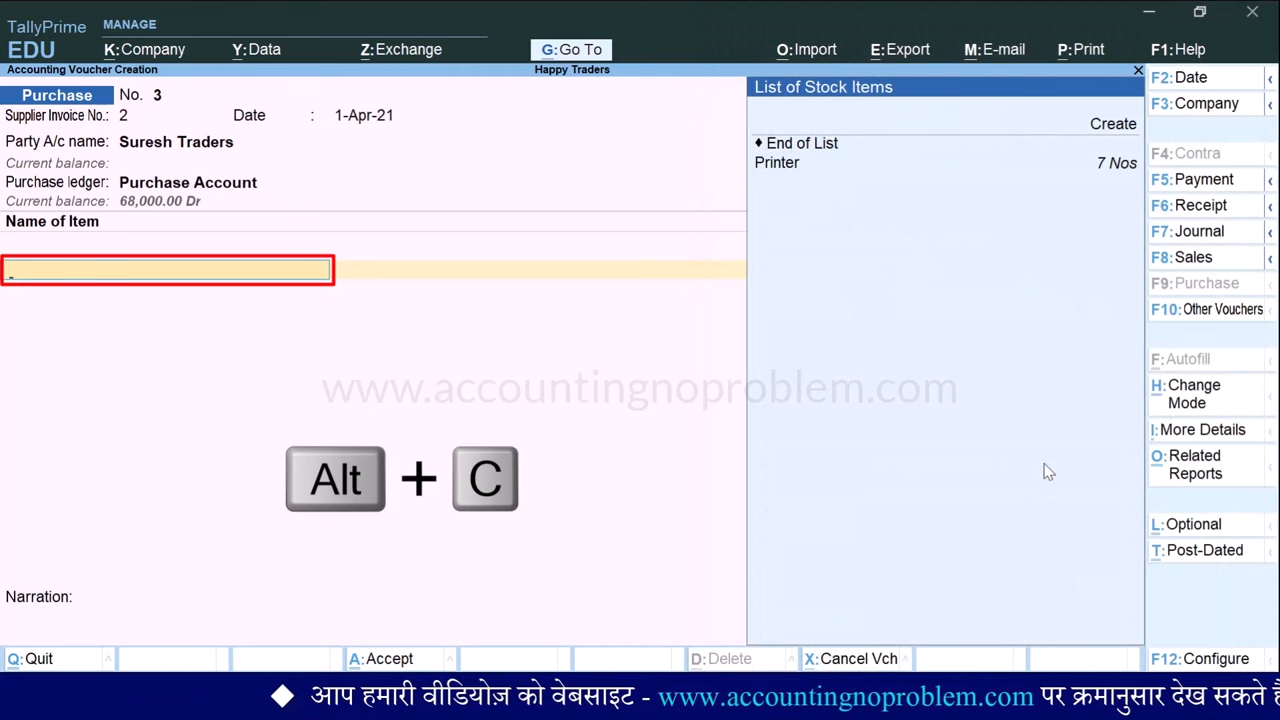 TallyPrime MANAGE
EDU K:Company Y:Data Z:Exchange G:Go To O:Import E:Export M:E-mail P:Print F1:Help
Accounting Voucher Creation Happy Traders
Purchase No. 3
Supplier Invoice No.: 2 Date : 1-Apr-21
Party A/c name: Suresh Traders
Current balance:
Purchase ledger: Purchase Account
Current balance: 68,000.00 Dr
Name of Item
List of Stock Items
Create
♦ End of List
Printer 7 Nos
F2:Date
F3:Company
F4:Contra
F5:Payment
F6:Receipt
F7:Journal
F8:Sales
F9:Purchase
F10:Other Vouchers
F:Autofill
H:Change
Mode
I:More Details
O:Related
Reports
L:Optional
T:Post-Dated
www.accountingnoproblem.com
Alt + C
Narration:
Q:Quit A:Accept D:Delete X:Cancel Vch F12:Configure
◆ आप हमारी वीडियोज़ को वेबसाइट - www.accountingnoproblem.com पर क्रमानुसार देख सकते है